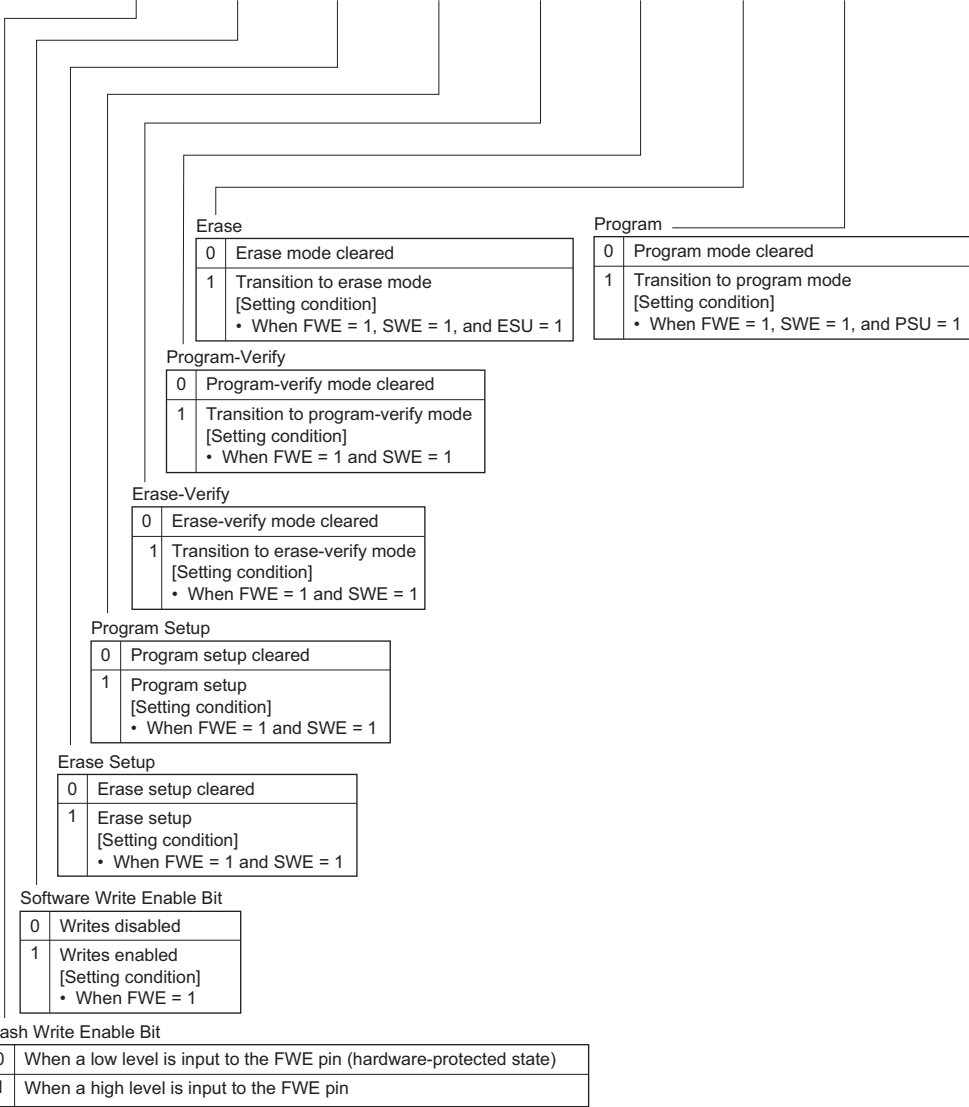 Erase
0 Erase mode cleared
1 Transition to erase mode
[Setting condition]
• When FWE = 1, SWE = 1, and ESU = 1
Program
0 Program mode cleared
1 Transition to program mode
[Setting condition]
• When FWE = 1, SWE = 1, and PSU = 1
Program-Verify
0 Program-verify mode cleared
1 Transition to program-verify mode
[Setting condition]
• When FWE = 1 and SWE = 1
Erase-Verify
0 Erase-verify mode cleared
1 Transition to erase-verify mode
[Setting condition]
• When FWE = 1 and SWE = 1
Program Setup
0 Program setup cleared
1 Program setup
[Setting condition]
• When FWE = 1 and SWE = 1
Erase Setup
0 Erase setup cleared
1 Erase setup
[Setting condition]
• When FWE = 1 and SWE = 1
Software Write Enable Bit
0 Writes disabled
1 Writes enabled
[Setting condition]
• When FWE = 1
ash Write Enable Bit
0 When a low level is input to the FWE pin (hardware-protected state)
1 When a high level is input to the FWE pin